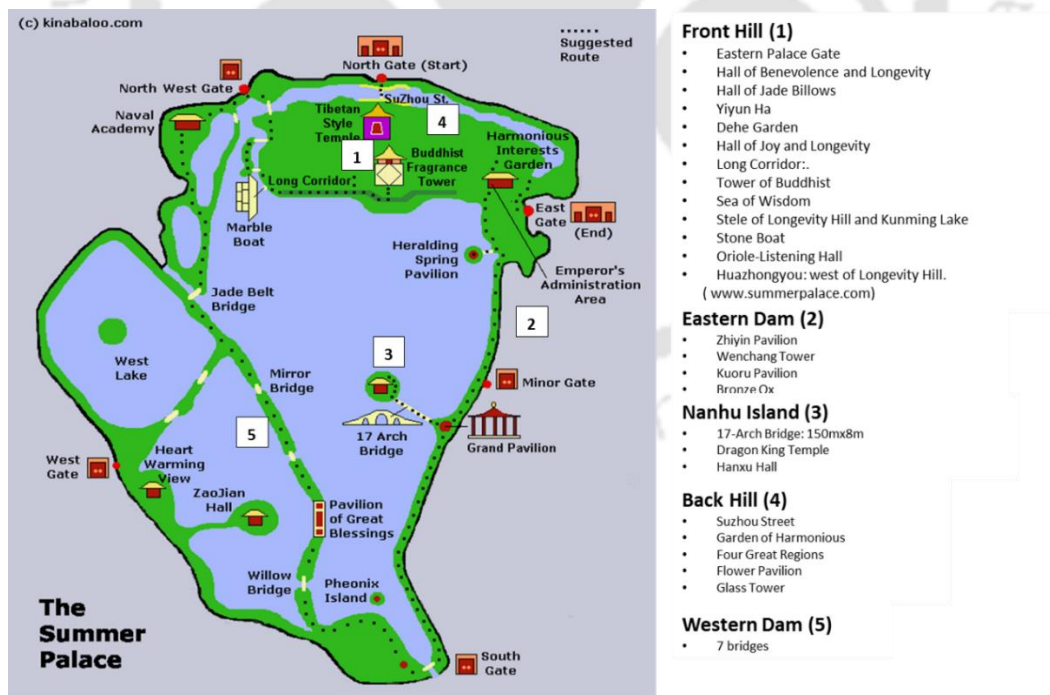 (c) kinabaloo.com
Suggested
Route
North Gate (Start)
North West Gate
SuZhou St.
Naval
Academy
Tibetan
Style
Temple
4
Harmonious
Interests
Garden
1
Buddhist
Fragrance
Tower
Long Corridor
Marble
Boat
East
Gate
(End)
Heralding
Spring
Pavilion
Emperor's
Administration
Area
Jade Belt
Bridge
2
West
Lake
3
Mirror
Bridge
Minor Gate
5
17 Arch
Bridge
Grand Pavilion
West
Gate
Heart
Warming
View
ZaoJian
Hall
Pavilion
of Great
Blessings
Willow
Bridge
Pheonix
Island
The
Summer
Palace
South
Gate
Front Hill (1)
• Eastern Palace Gate
• Hall of Benevolence and Longevity
• Hall of Jade Billows
• Yiyun Ha
• Dehe Garden
• Hall of Joy and Longevity
• Long Corridor:.
• Tower of Buddhist
• Sea of Wisdom
• Stele of Longevity Hill and Kunming Lake
• Stone Boat
• Oriole-Listening Hall
• Huazhongyou: west of Longevity Hill.
( www.summerpalace.com)
Eastern Dam (2)
• Zhiyin Pavilion
• Wenchang Tower
• Kuoru Pavilion
• Bronze Ox
Nanhu Island (3)
• 17-Arch Bridge: 150mx8m
• Dragon King Temple
• Hanxu Hall
Back Hill (4)
• Suzhou Street
• Garden of Harmonious
• Four Great Regions
• Flower Pavilion
• Glass Tower
Western Dam (5)
• 7 bridges